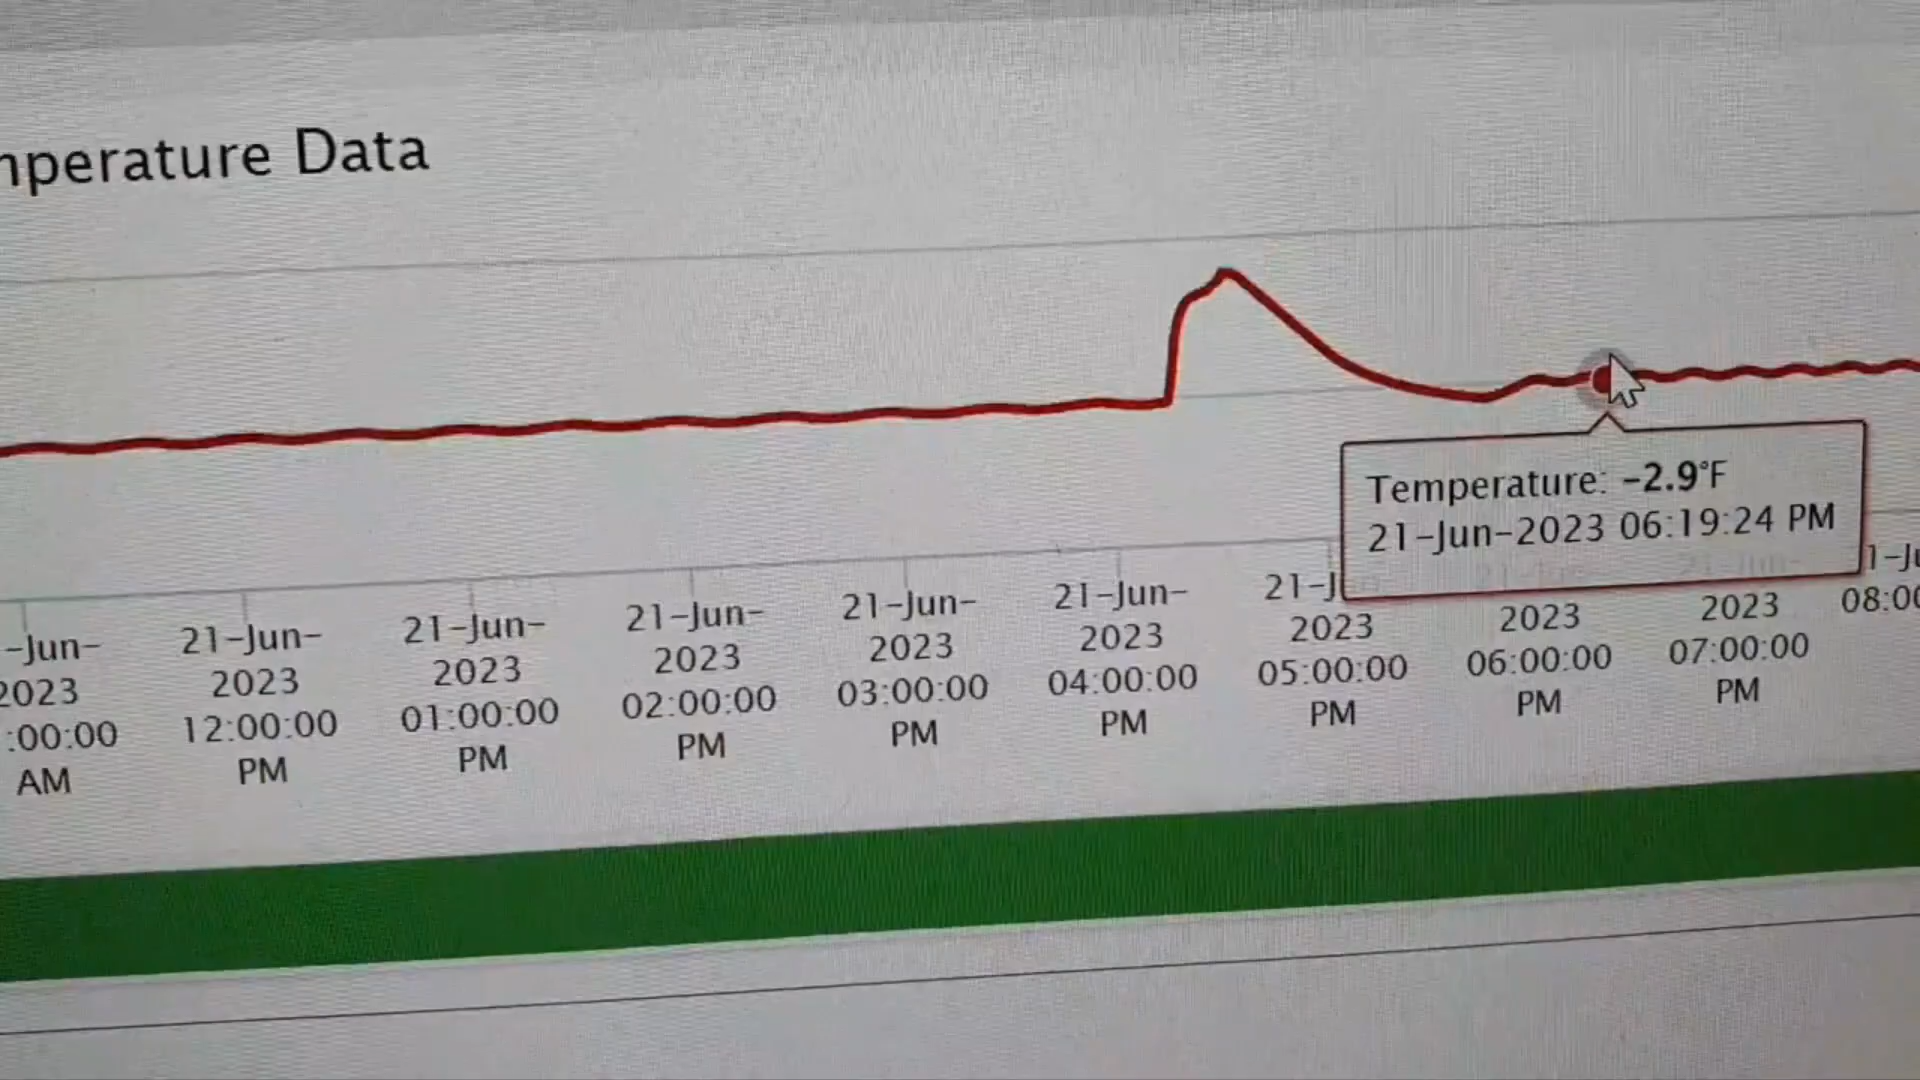 mperature Data
Temperature: −2.9°F
21-Jun-2023 06:19:24 PM
-Jun-
2023
:00:00
AM
21-Jun-
2023
12:00:00
PM
21-Jun-
2023
01:00:00
PM
21-Jun-
2023
02:00:00
PM
21-Jun-
2023
03:00:00
PM
21-Jun-
2023
04:00:00
PM
21-J
2023
05:00:00
PM
2023
06:00:00
PM
2023
07:00:00
PM
1-Ju
08:00